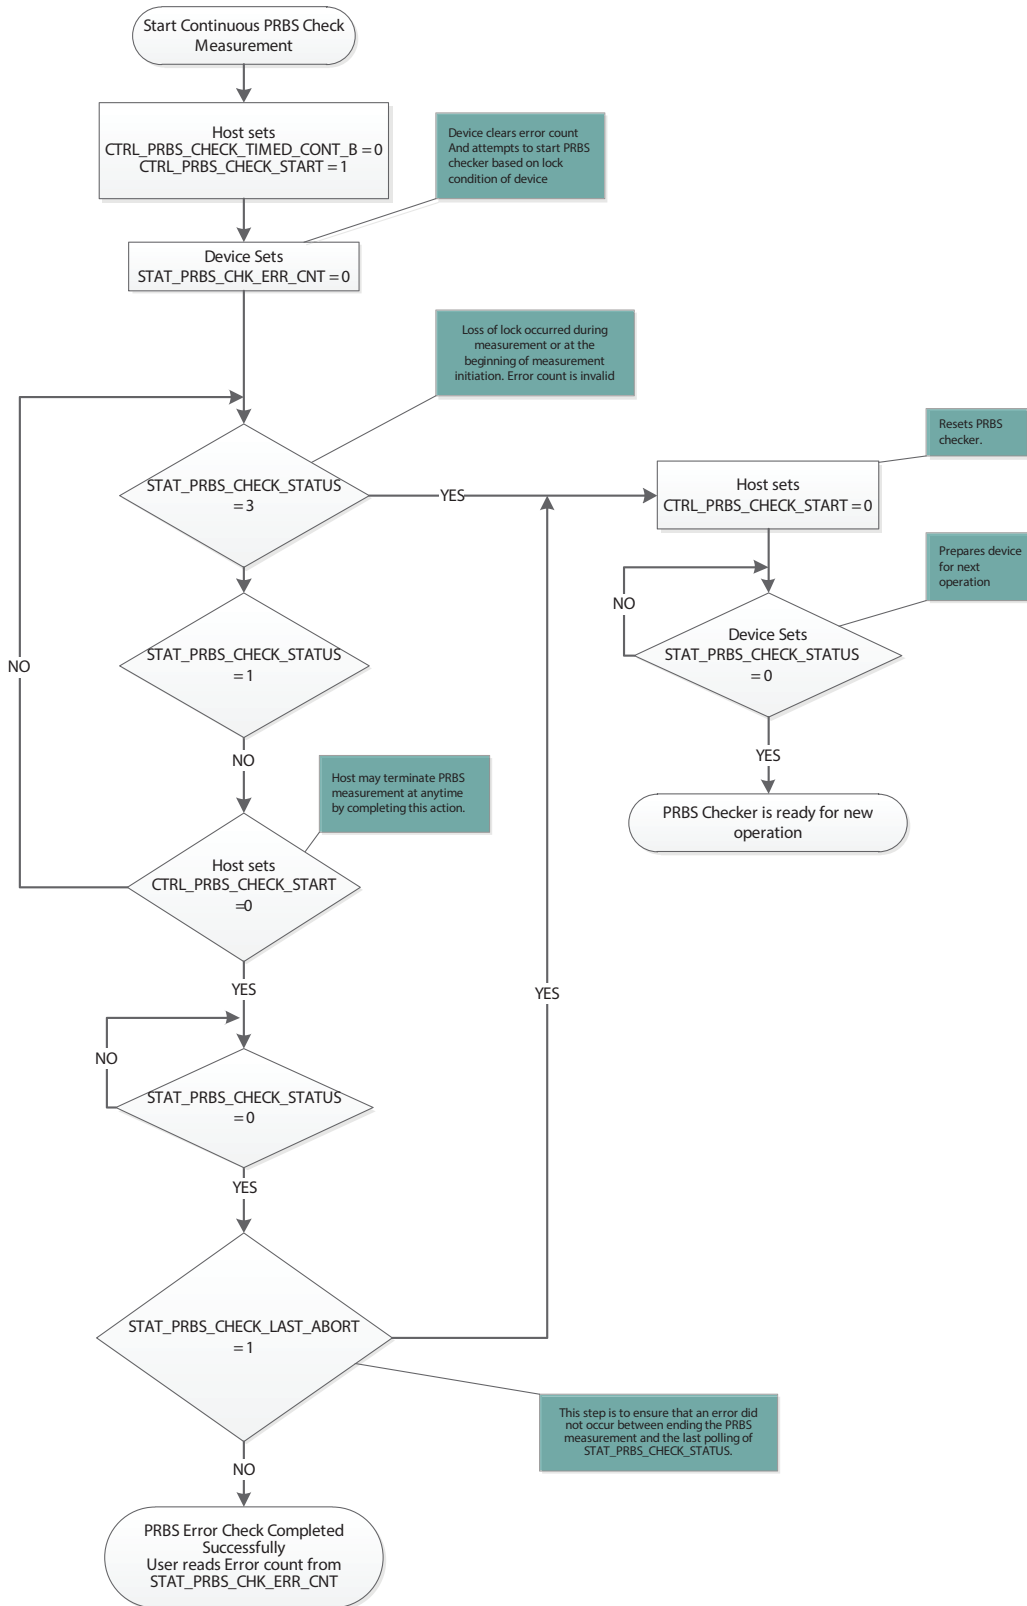 Start Continuous PRBS Check
Measurement
Host sets
CTRL_PRBS_CHECK_TIMED_CONT_B = 0
CTRL_PRBS_CHECK_START = 1
Device clears error count
And attempts to start PRBS
checker based on lock
condition of device
Device Sets
STAT_PRBS_CHK_ERR_CNT = 0
Loss of lock occurred during
measurement or at the
beginning of measurement
initiation. Error count is invalid
STAT_PRBS_CHECK_STATUS
= 3
YES
Host sets
CTRL_PRBS_CHECK_START = 0
Resets PRBS
checker.
Prepares device
for next
operation
NO
Device Sets
STAT_PRBS_CHECK_STATUS
= 0
YES
PRBS Checker is ready for new
operation
STAT_PRBS_CHECK_STATUS
= 1
NO
NO
Host may terminate PRBS
measurement at anytime
by completing this action.
Host sets
CTRL_PRBS_CHECK_START
=0
YES
YES
NO
STAT_PRBS_CHECK_STATUS
= 0
YES
STAT_PRBS_CHECK_LAST_ABORT
= 1
This step is to ensure that an error did
not occur between ending the PRBS
measurement and the last polling of
STAT_PRBS_CHECK_STATUS.
NO
PRBS Error Check Completed
Successfully
User reads Error count from
STAT_PRBS_CHK_ERR_CNT